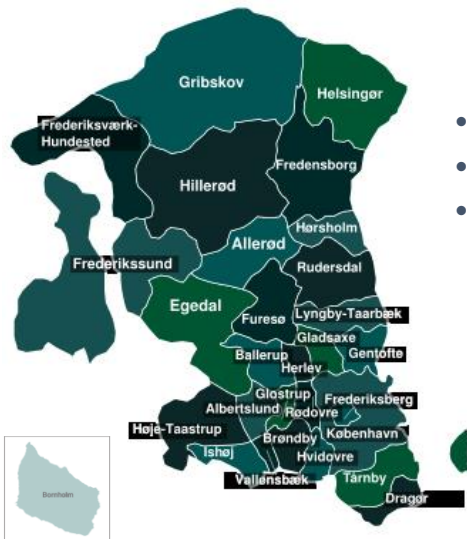 Gribskov
Helsingør
Frederiksværk-
Hundested
Fredensborg
Hillerød
Hørsholm
Allerød
Frederikssund
Rudersdal
Egedal
Furesø
Lyngby-Taarbæk
Gladsaxe
Ballerup
Gentofte
Herlev
Glostrup
Frederiksberg
Albertslund
Rødovre
Høje-Taastrup
Brøndby
København
Ishøj
Hvidovre
Vallønsbæk
Tårnby
Dragør
Bornholm